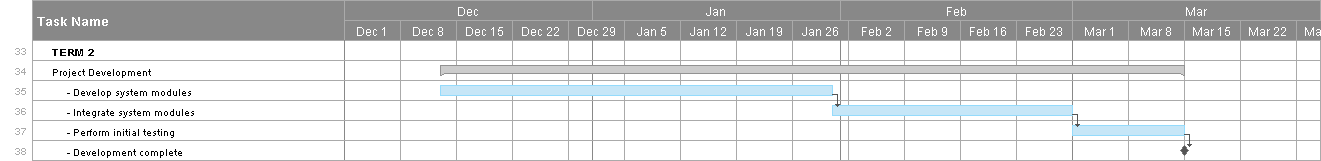 Task Name
Dec Jan Feb Mar
Dec 1 Dec 8 Dec 15 Dec 22 Dec 29 Jan 5 Jan 12 Jan 19 Jan 26 Feb 2 Feb 9 Feb 16 Feb 23 Mar 1 Mar 8 Mar 15 Mar 22 Ma
33 TERM 2
34 Project Development
35 - Develop system modules
36 - Integrate system modules
37 - Perform initial testing
38 - Development complete